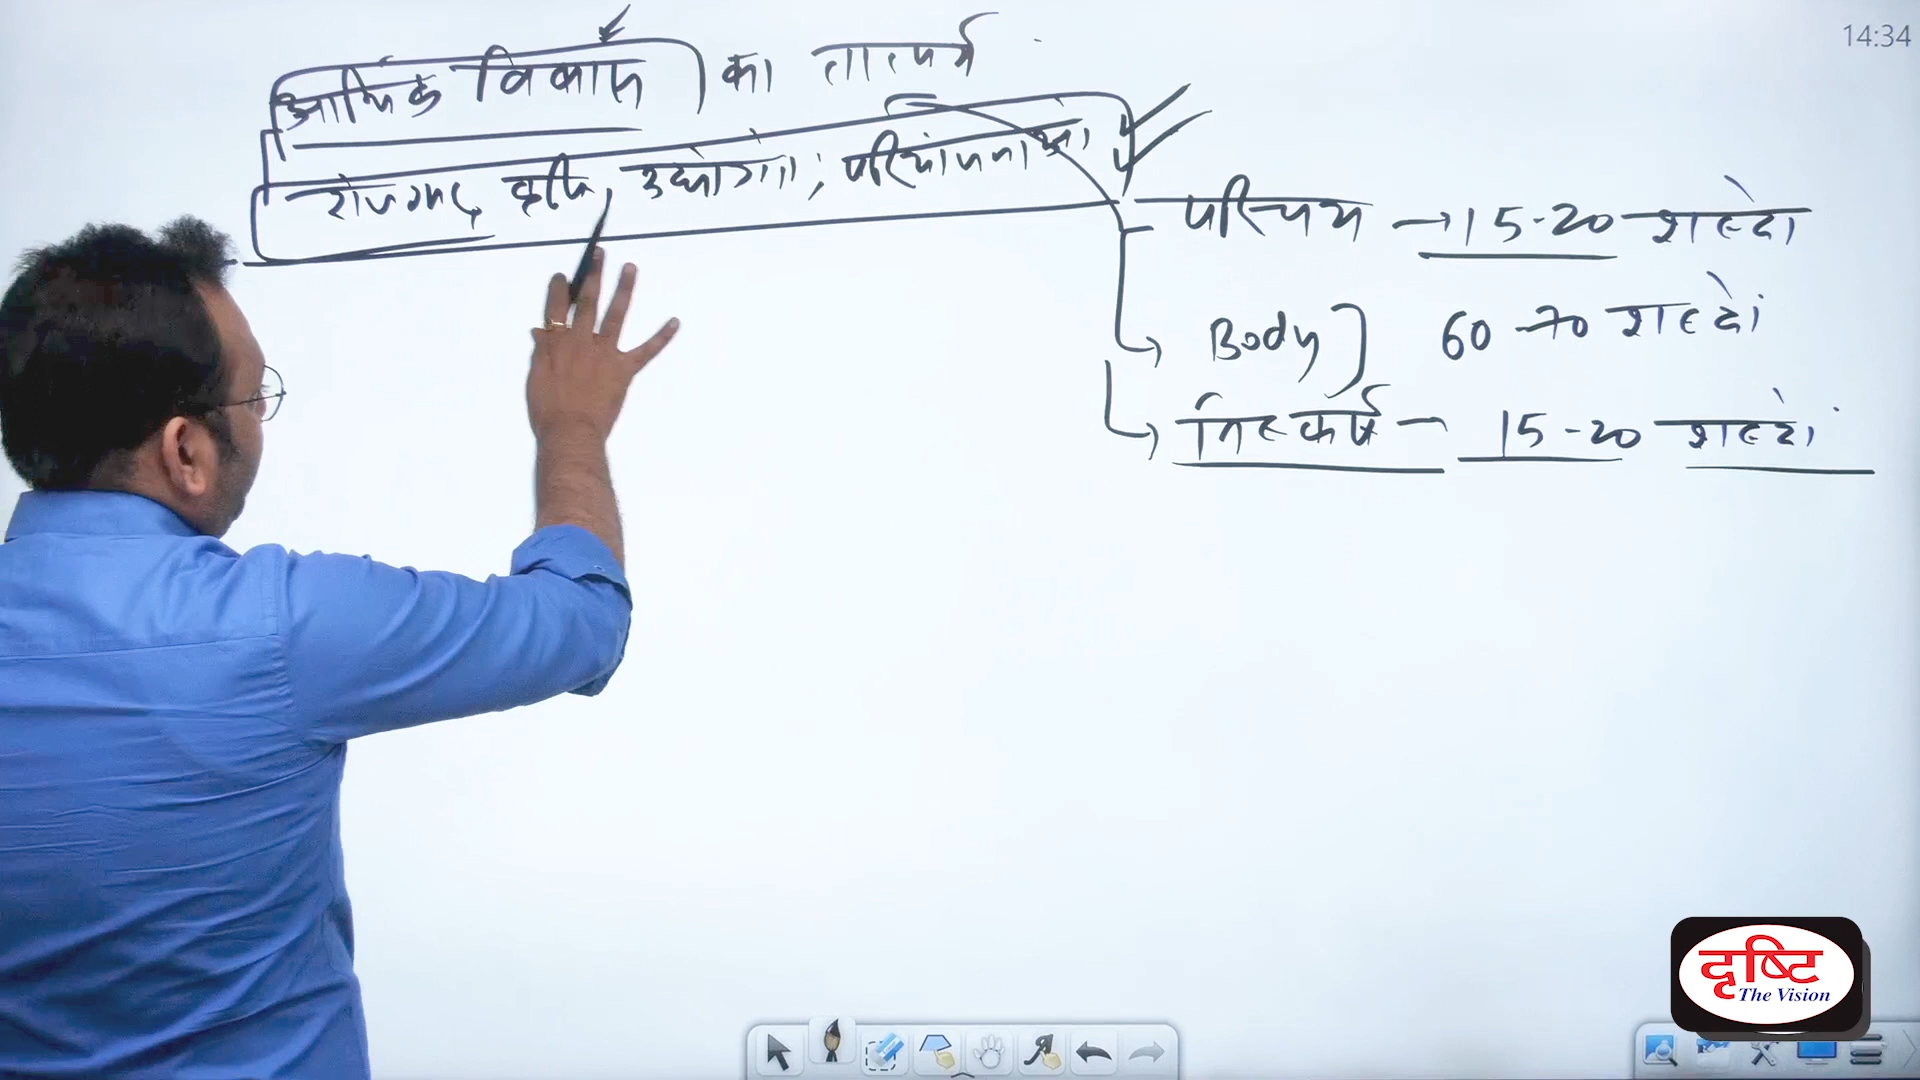 14:34
आर्थिक विकास का तात्पर्य
रोजगार, कृषि, उद्योगों, परियोजनाओं
परिचय → 15-20 शब्दों
Body 60-70 शब्दों
निष्कर्ष - 15-20 शब्दों
दृष्टि
The Vision